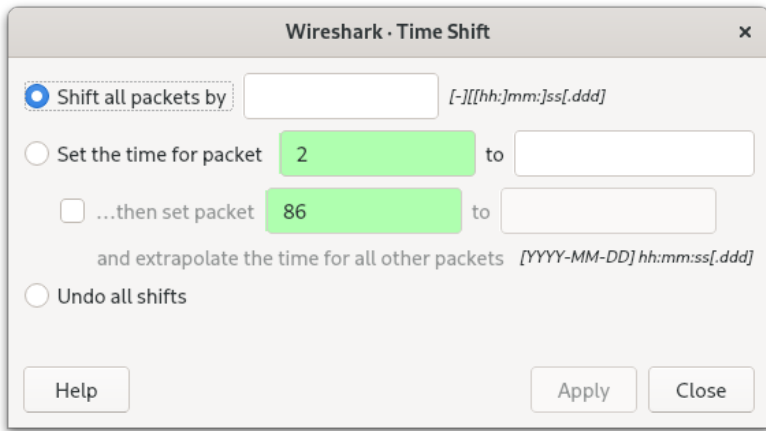 Wireshark · Time Shift ×
Shift all packets by [-][[hh:]mm:]ss[.ddd]
Set the time for packet 2 to
...then set packet 86 to
and extrapolate the time for all other packets [YYYY-MM-DD] hh:mm:ss[.ddd]
Undo all shifts
Help Apply Close